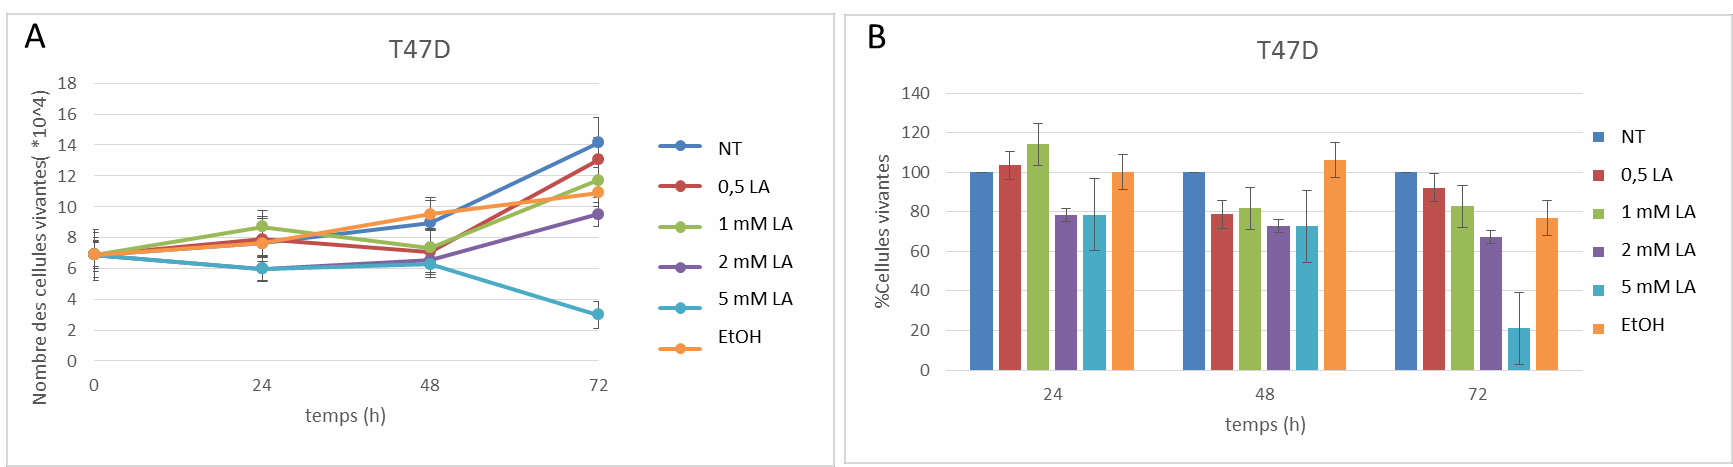 A
T47D
Nombre des cellules vivantes( *10^4)
18
16
14
12
10
8
6
4
2
0
0 24 48 72
temps (h)
NT
0,5 LA
1 mM LA
2 mM LA
5 mM LA
EtOH
B
T47D
%Cellules vivantes
140
120
100
80
60
40
20
0
24 48 72
temps (h)
NT
0,5 LA
1 mM LA
2 mM LA
5 mM LA
EtOH